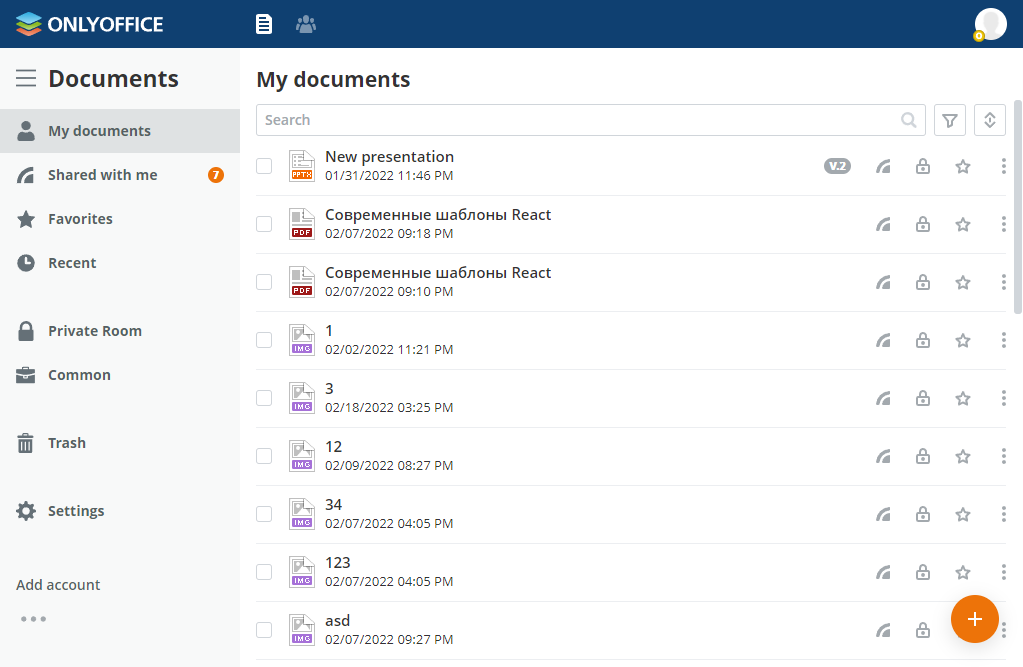 ONLYOFFICE
0
Documents
My documents
Shared with me 7
Favorites
Recent
Private Room
Common
Trash
Settings
Add account
My documents
Search
PPTX
New presentation
V.2
01/31/2022 11:46 PM
PDF
Современные шаблоны React
02/07/2022 09:18 PM
PDF
Современные шаблоны React
02/07/2022 09:10 PM
IMG
1
02/02/2022 11:21 PM
IMG
3
02/18/2022 03:25 PM
IMG
12
02/09/2022 08:27 PM
IMG
34
02/07/2022 04:05 PM
IMG
123
02/07/2022 04:05 PM
IMG
asd
02/07/2022 09:27 PM